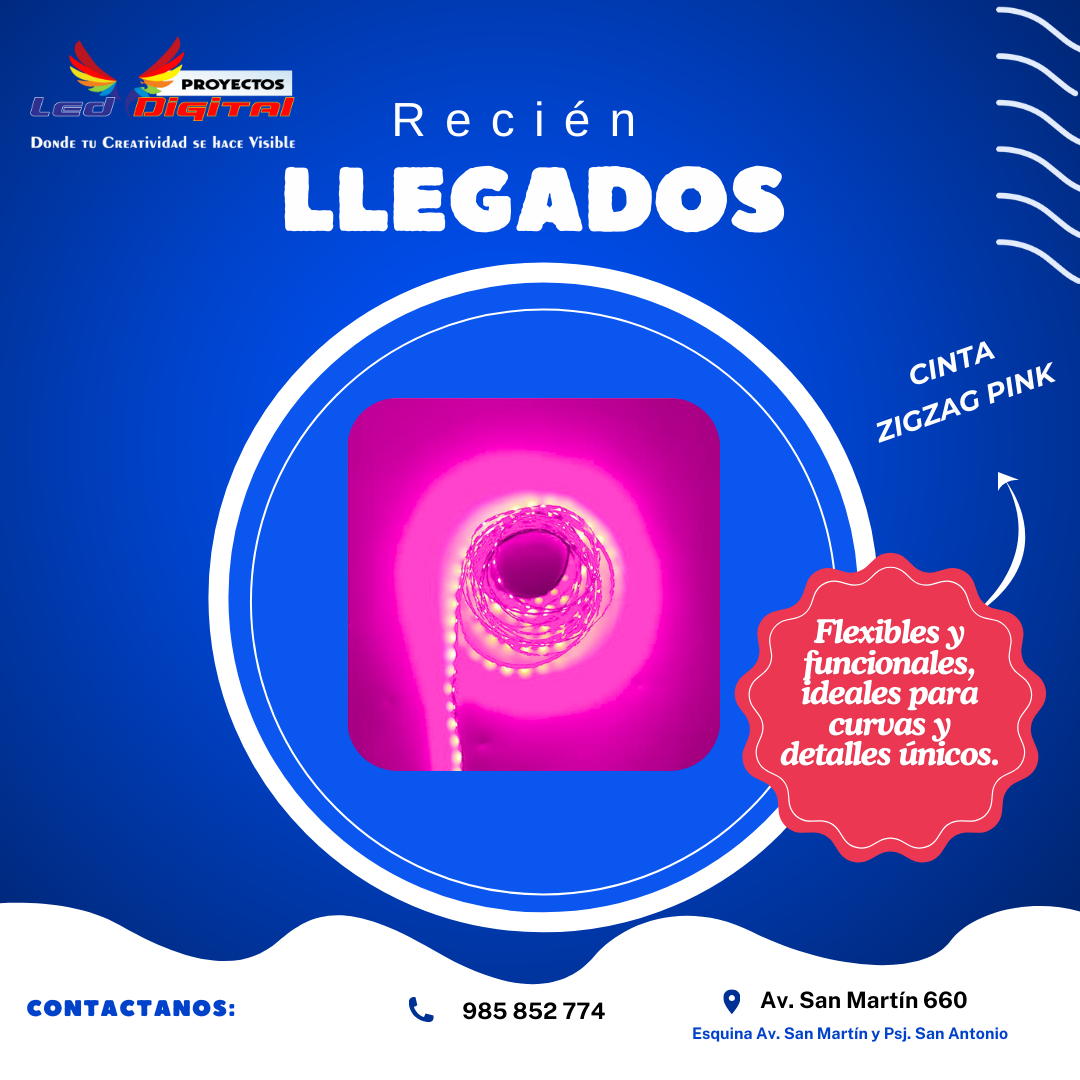 PROYECTOS
Led Digital
Donde tu Creatividad se hace Visible
Recién
LLEGADOS
CINTA
ZIGZAG PINK
Flexibles y
funcionales,
ideales para
curvas y
detalles únicos.
CONTACTANOS:
985 852 774
Av. San Martín 660
Esquina Av. San Martín y Psj. San Antonio